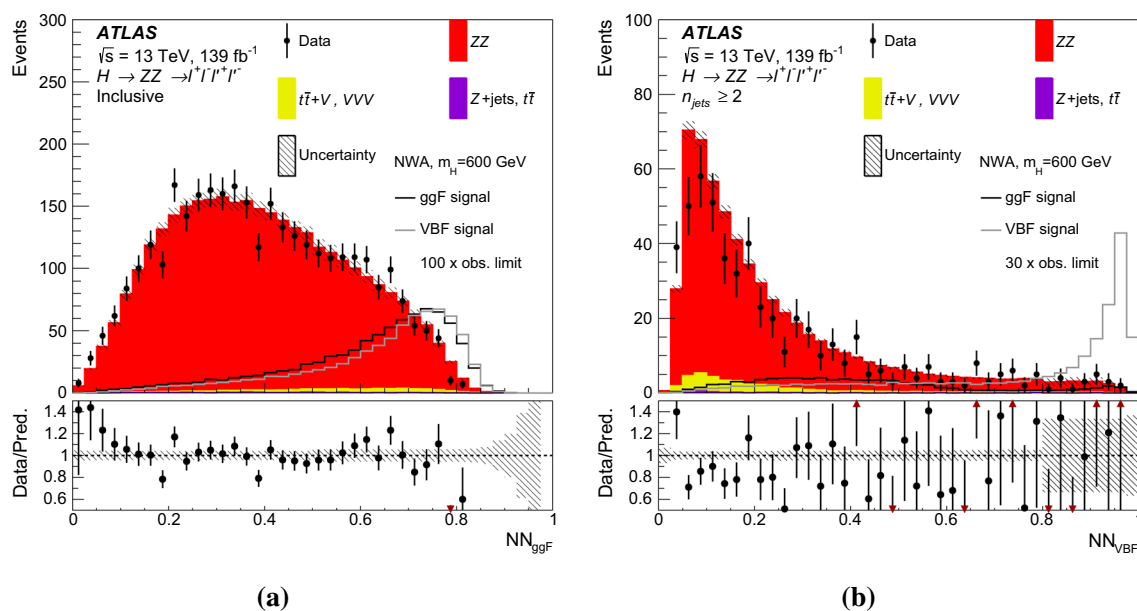 Events
300
250
200
150
100
50
0
ATLAS
√s = 13 TeV, 139 fb⁻¹
H → ZZ → l⁺l⁻l'⁺l'⁻
Inclusive
Data
ZZ
tt̄+V , VVV
Z+jets, tt̄
Uncertainty
NWA, m_H=600 GeV
ggF signal
VBF signal
100 x obs. limit
Data/Pred.
1.4
1.2
1
0.8
0.6
0 0.2 0.4 0.6 0.8 1
NN_ggF
(a)
Events
100
80
60
40
20
0
ATLAS
√s = 13 TeV, 139 fb⁻¹
H → ZZ → l⁺l⁻l'⁺l'⁻
n_jets ≥ 2
Data
ZZ
tt̄+V , VVV
Z+jets, tt̄
Uncertainty
NWA, m_H=600 GeV
ggF signal
VBF signal
30 x obs. limit
Data/Pred.
1.4
1.2
1
0.8
0.6
0 0.2 0.4 0.6 0.8 1
NN_VBF
(b)